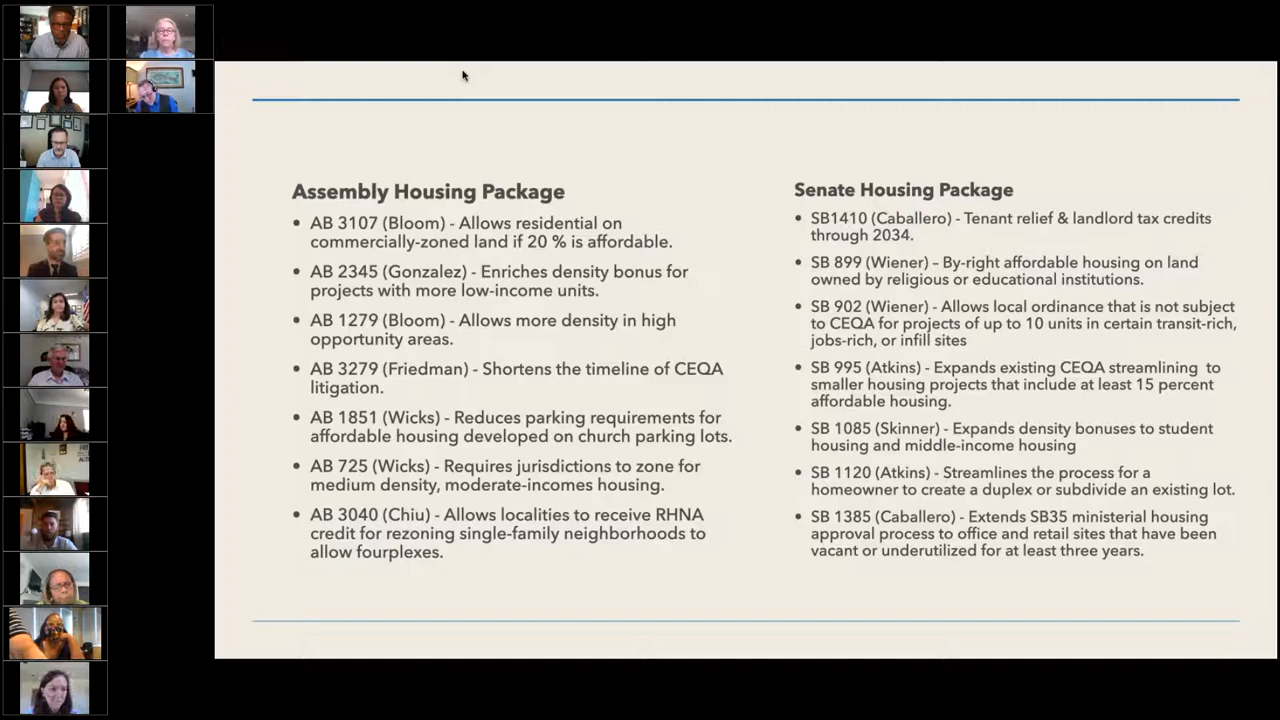 Assembly Housing Package
• AB 3107 (Bloom) - Allows residential on
commercially-zoned land if 20 % is affordable.
• AB 2345 (Gonzalez) - Enriches density bonus for
projects with more low-income units.
• AB 1279 (Bloom) - Allows more density in high
opportunity areas.
• AB 3279 (Friedman) - Shortens the timeline of CEQA
litigation.
• AB 1851 (Wicks) - Reduces parking requirements for
affordable housing developed on church parking lots.
• AB 725 (Wicks) - Requires jurisdictions to zone for
medium density, moderate-incomes housing.
• AB 3040 (Chiu) - Allows localities to receive RHNA
credit for rezoning single-family neighborhoods to
allow fourplexes.
Senate Housing Package
• SB1410 (Caballero) - Tenant relief & landlord tax credits
through 2034.
• SB 899 (Wiener) – By-right affordable housing on land
owned by religious or educational institutions.
• SB 902 (Wiener) - Allows local ordinance that is not subject
to CEQA for projects of up to 10 units in certain transit-rich,
jobs-rich, or infill sites
• SB 995 (Atkins) - Expands existing CEQA streamlining to
smaller housing projects that include at least 15 percent
affordable housing.
• SB 1085 (Skinner) - Expands density bonuses to student
housing and middle-income housing
• SB 1120 (Atkins) - Streamlines the process for a
homeowner to create a duplex or subdivide an existing lot.
• SB 1385 (Caballero) - Extends SB35 ministerial housing
approval process to office and retail sites that have been
vacant or underutilized for at least three years.